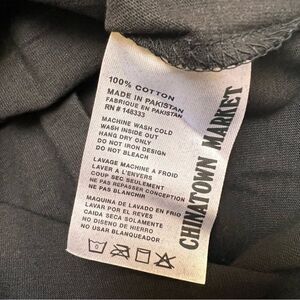 100% COTTON
MADE IN PAKISTAN
FABRIQUE EN PAKISTAN
RN # 148333
MACHINE WASH COLD
WASH INSIDE OUT
HANG DRY ONLY
DO NOT IRON DESIGN
DO NOT BLEACH
LAVAGE MACHINE A FROID
LAVER A L'ENVERS
COUP SEC SEULEMENT
NE PAS REPASSER CONCEPTION
NE PAS BLANCHIR
MAQUINA DE LAVADO EN FRIO
LAVAR POR EL REVES
CAIDA SECA SOLAMENTE
NO DISENO DE HIERRO
NO USAR BLANQUEADOR
CHINATOWN MARKET